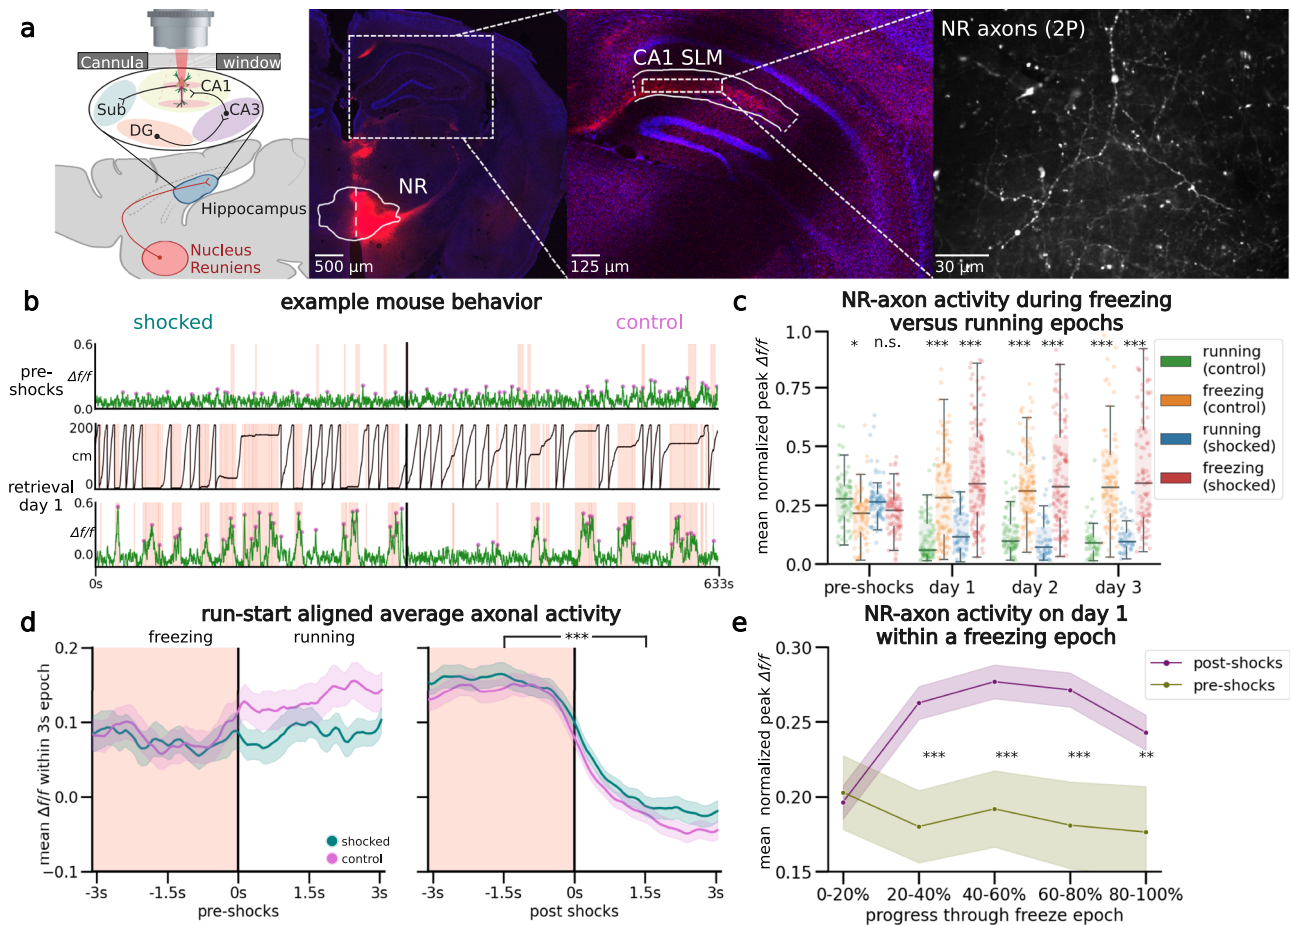 a
Cannula
window
CA1
Sub
CA3
DG
Hippocampus
Nucleus
Reuniens
NR
500 μm
CA1 SLM
125 μm
NR axons (2P)
30 μm
b
example mouse behavior
shocked
control
pre-
shocks
0.6
Δf/f
0.0
200
cm
0
retrieval
day 1
0.6
Δf/f
0.0
0s
633s
c
NR-axon activity during freezing
versus running epochs
mean normalized peak Δf/f
1.0
0.75
0.5
0.25
0.0
* n.s. *** *** *** *** *** ***
pre-shocks day 1 day 2 day 3
running
(control)
freezing
(control)
running
(shocked)
freezing
(shocked)
d
run-start aligned average axonal activity
freezing
running
***
mean Δf/f within 3s epoch
0.2
0.1
0.0
−0.1
shocked
control
-3s -1.5s 0s 1.5s 3s
pre-shocks
-3s -1.5s 0s 1.5s 3s
post shocks
e
NR-axon activity on day 1
within a freezing epoch
mean normalized peak Δf/f
0.30
0.25
0.20
0.15
*** *** *** **
post-shocks
pre-shocks
0-20% 20-40% 40-60% 60-80% 80-100%
progress through freeze epoch